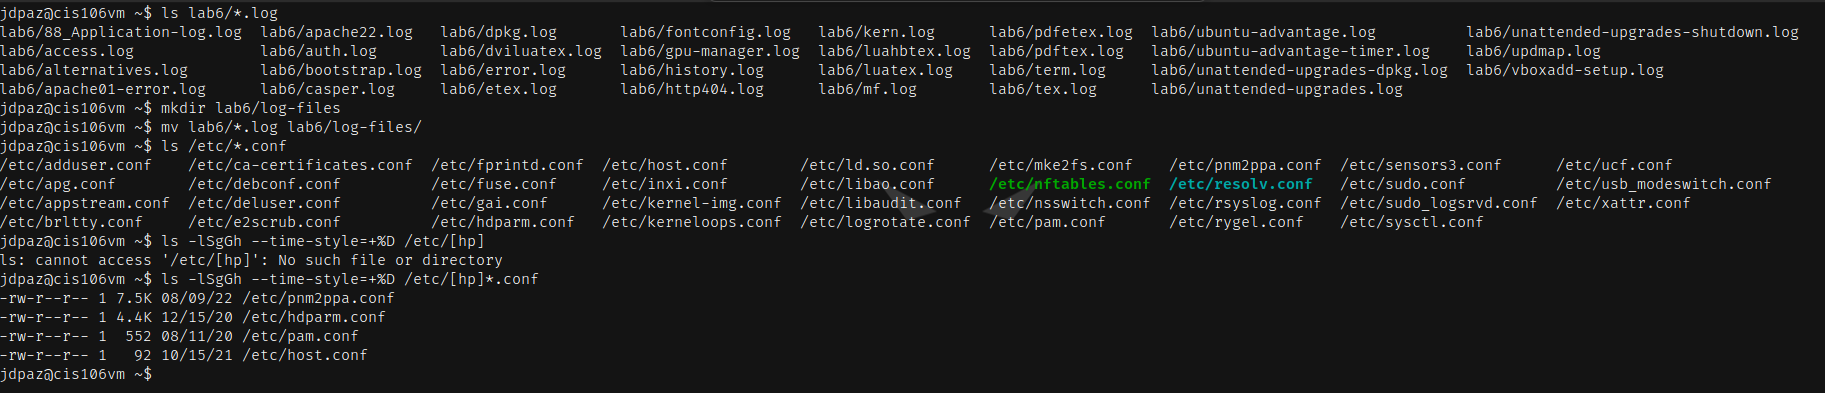 jdpaz@cis106vm ~$ ls lab6/*.log
lab6/88_Application-log.log  lab6/apache22.log   lab6/dpkg.log       lab6/fontconfig.log   lab6/kern.log      lab6/pdfetex.log  lab6/ubuntu-advantage.log          lab6/unattended-upgrades-shutdown.log
lab6/access.log              lab6/auth.log       lab6/dviluatex.log  lab6/gpu-manager.log  lab6/luahbtex.log  lab6/pdftex.log   lab6/ubuntu-advantage-timer.log    lab6/updmap.log
lab6/alternatives.log        lab6/bootstrap.log  lab6/error.log      lab6/history.log      lab6/luatex.log    lab6/term.log     lab6/unattended-upgrades-dpkg.log  lab6/vboxadd-setup.log
lab6/apache01-error.log      lab6/casper.log     lab6/etex.log       lab6/http404.log      lab6/mf.log        lab6/tex.log      lab6/unattended-upgrades.log
jdpaz@cis106vm ~$ mkdir lab6/log-files
jdpaz@cis106vm ~$ mv lab6/*.log lab6/log-files/
jdpaz@cis106vm ~$ ls /etc/*.conf
/etc/adduser.conf    /etc/ca-certificates.conf  /etc/fprintd.conf  /etc/host.conf        /etc/ld.so.conf      /etc/mke2fs.conf    /etc/pnm2ppa.conf  /etc/sensors3.conf      /etc/ucf.conf
/etc/apg.conf        /etc/debconf.conf          /etc/fuse.conf     /etc/inxi.conf        /etc/libao.conf      /etc/nftables.conf  /etc/resolv.conf   /etc/sudo.conf          /etc/usb_modeswitch.conf
/etc/appstream.conf  /etc/deluser.conf          /etc/gai.conf      /etc/kernel-img.conf  /etc/libaudit.conf   /etc/nsswitch.conf  /etc/rsyslog.conf  /etc/sudo_logsrvd.conf  /etc/xattr.conf
/etc/brltty.conf     /etc/e2scrub.conf          /etc/hdparm.conf   /etc/kerneloops.conf  /etc/logrotate.conf  /etc/pam.conf       /etc/rygel.conf    /etc/sysctl.conf
jdpaz@cis106vm ~$ ls -lSgGh --time-style=+%D /etc/[hp]
ls: cannot access '/etc/[hp]': No such file or directory
jdpaz@cis106vm ~$ ls -lSgGh --time-style=+%D /etc/[hp]*.conf
-rw-r--r-- 1 7.5K 08/09/22 /etc/pnm2ppa.conf
-rw-r--r-- 1 4.4K 12/15/20 /etc/hdparm.conf
-rw-r--r-- 1  552 08/11/20 /etc/pam.conf
-rw-r--r-- 1   92 10/15/21 /etc/host.conf
jdpaz@cis106vm ~$